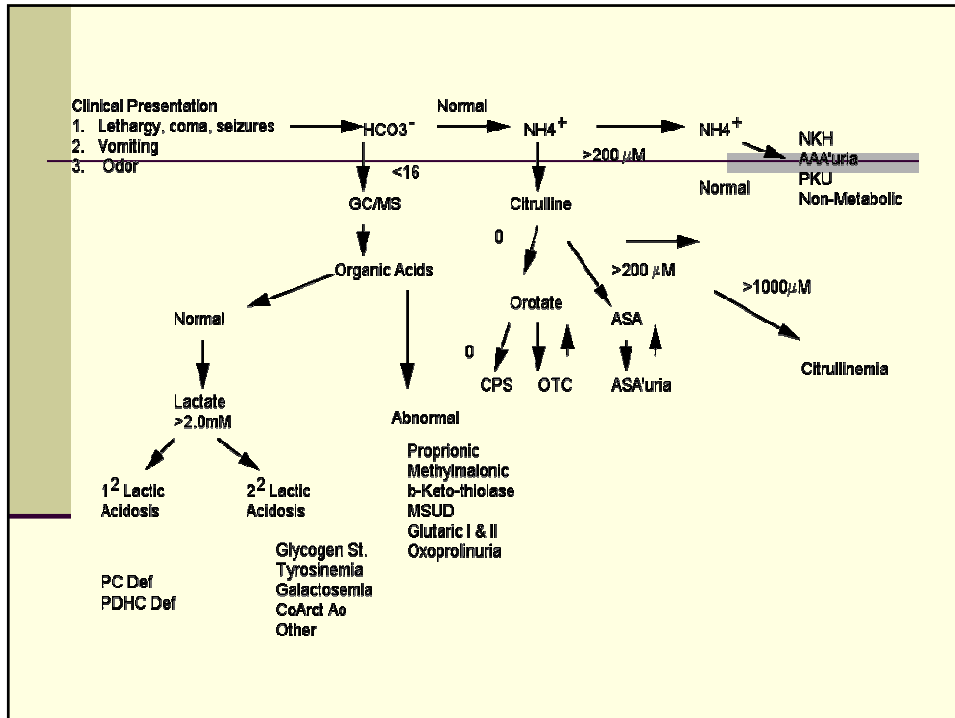 Clinical Presentation
1. Lethargy, coma, seizures
2. Vomiting
3. Odor
HCO3-
Normal
NH4+
>200 μM
NH4+
Normal
NKH
AAA'uria
PKU
Non-Metabolic
<16
GC/MS
Citrulline
0
Organic Acids
>200 μM
>1000μM
Orotate
ASA
Normal
0
CPS
OTC
ASA'uria
Citrullinemia
Lactate
>2.0mM
Abnormal
Proprionic
Methylmalonic
b-Keto-thiolase
MSUD
Glutaric I & II
Oxoprolinuria
1² Lactic
Acidosis
2² Lactic
Acidosis
PC Def
PDHC Def
Glycogen St.
Tyrosinemia
Galactosemia
CoArct Ao
Other